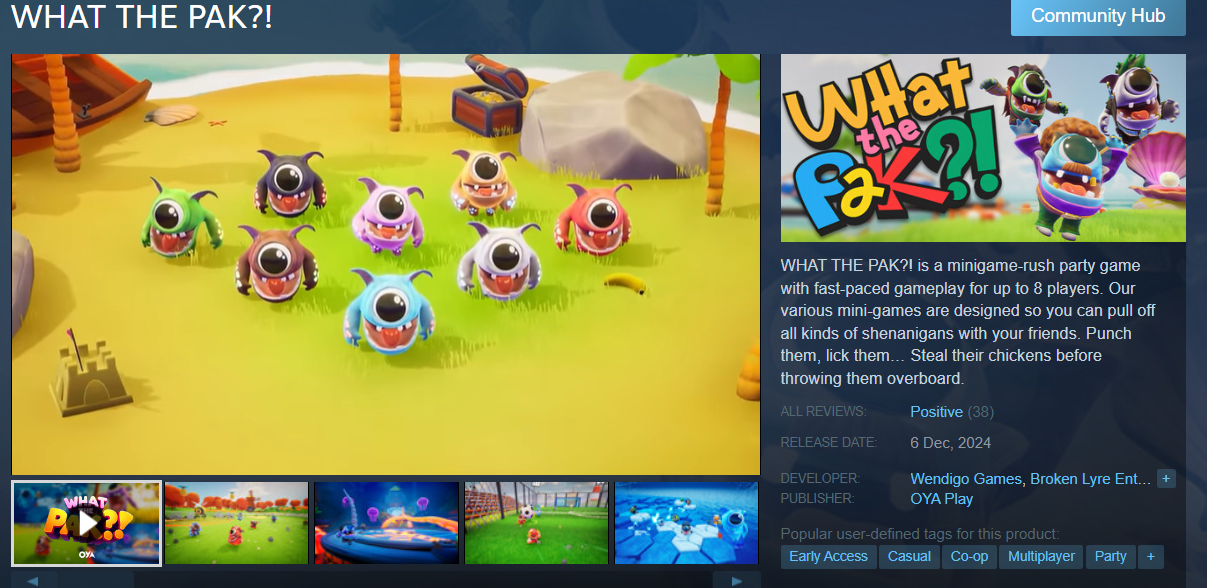 WHAT THE PAK?!
Community Hub
What
the
PaK?!
WHAT THE PAK?! is a minigame-rush party game
with fast-paced gameplay for up to 8 players. Our
various mini-games are designed so you can pull off
all kinds of shenanigans with your friends. Punch
them, lick them... Steal their chickens before
throwing them overboard.
ALL REVIEWS: Positive (38)
RELEASE DATE: 6 Dec, 2024
DEVELOPER: Wendigo Games, Broken Lyre Ent... +
PUBLISHER: OYA Play
Popular user-defined tags for this product:
Early Access Casual Co-op Multiplayer Party +
WHAT
THE
PAK?!
OYA